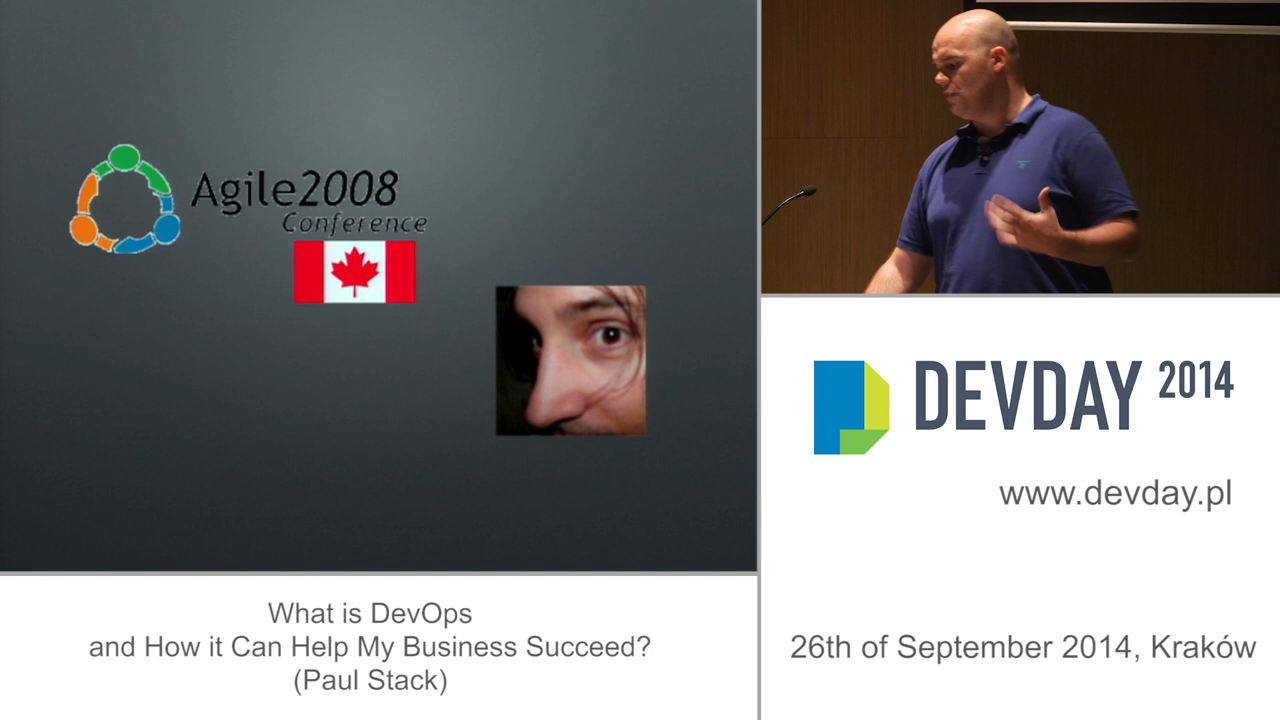 Agile2008
Conference
What is DevOps
and How it Can Help My Business Succeed?
(Paul Stack)
DEVDAY 2014
www.devday.pl
26th of September 2014, Kraków